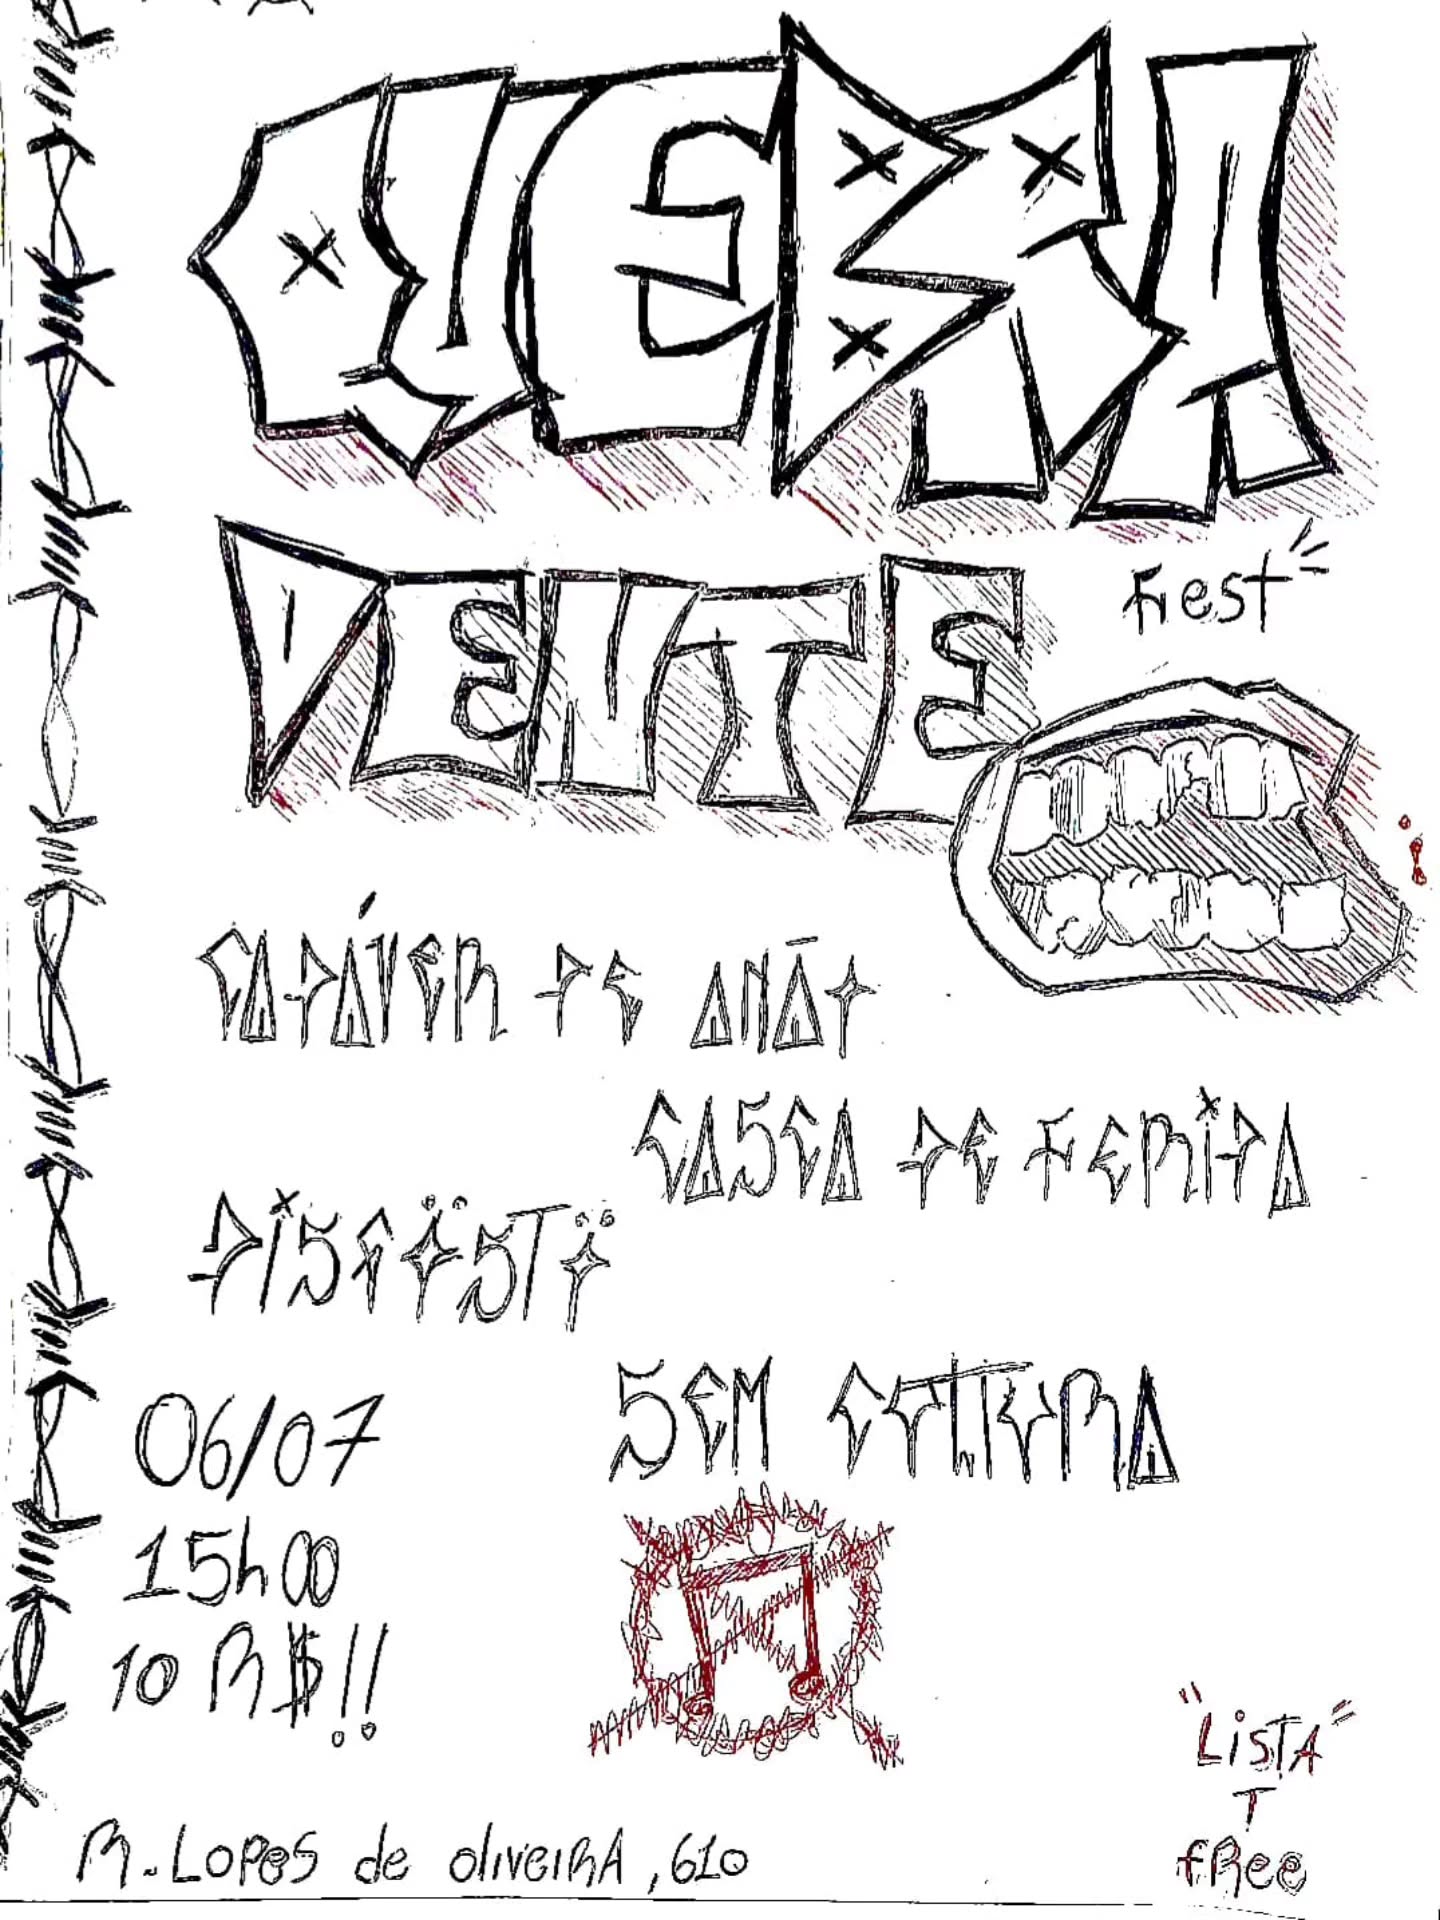 QUEBRA
DENTE
Fest
CADÁVER DE ANÃO
CASCA DE FERIDA
DISGÖSTÖ
SEM CULTURA
06/07
15h00
10 R$!!
"LiSTA"
T
fRee
R. LOPES de OliveiRA, 610